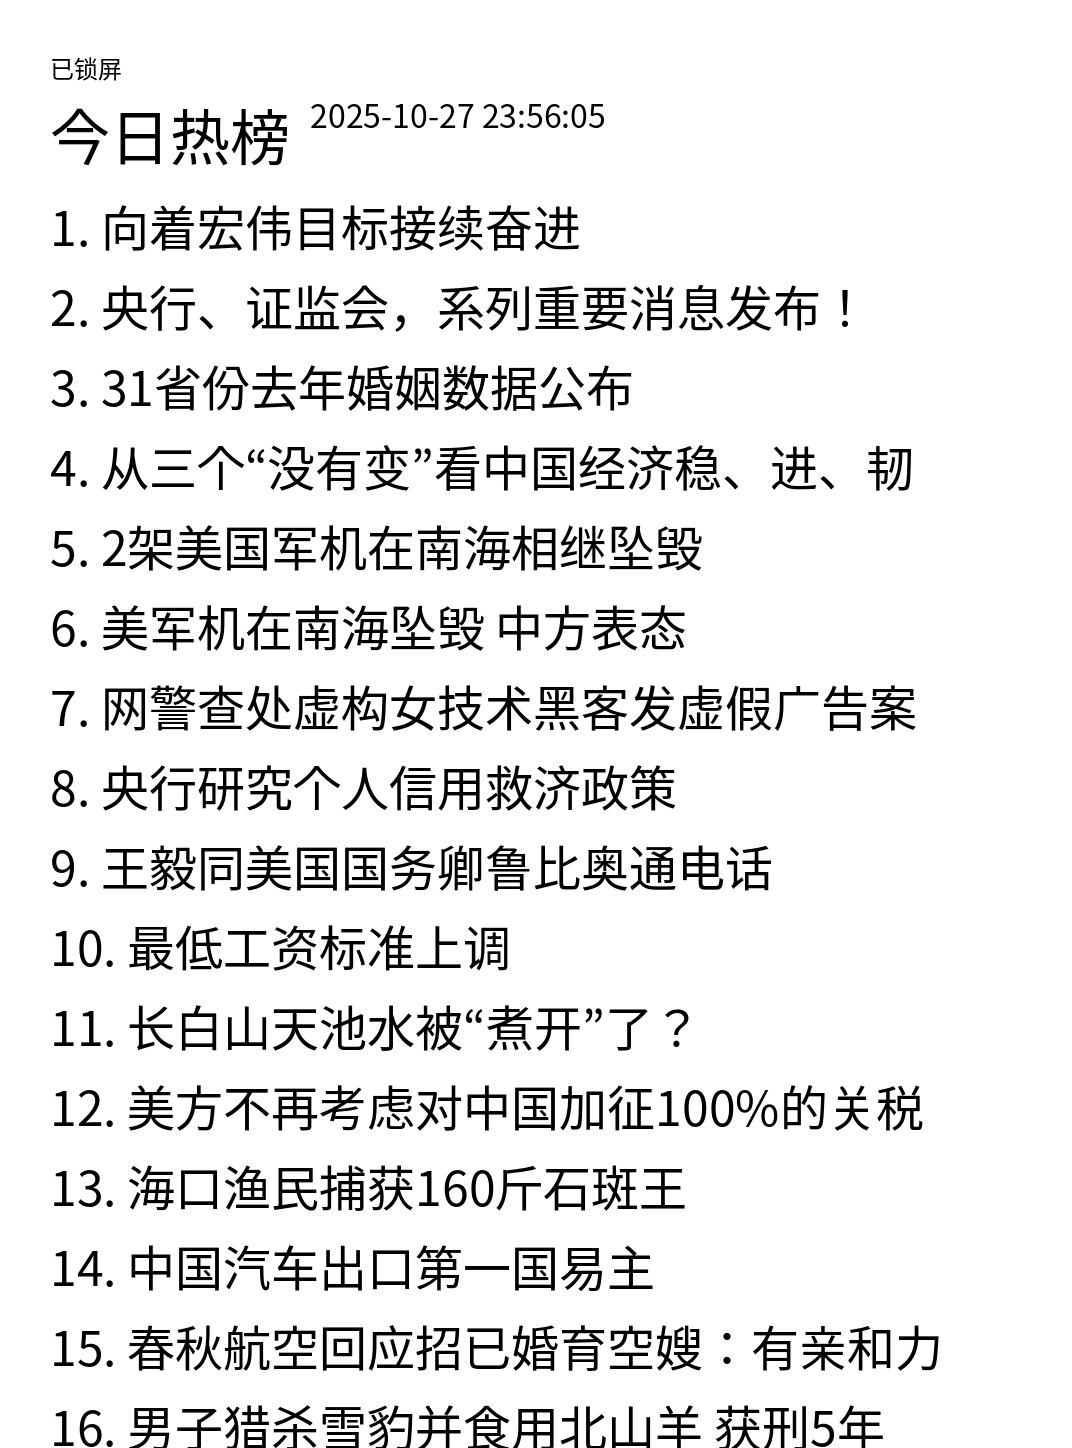 已锁屏
今日热榜 2025-10-27 23:56:05
1. 向着宏伟目标接续奋进
2. 央行、证监会，系列重要消息发布！
3. 31省份去年婚姻数据公布
4. 从三个“没有变”看中国经济稳、进、韧
5. 2架美国军机在南海相继坠毁
6. 美军机在南海坠毁 中方表态
7. 网警查处虚构女技术黑客发虚假广告案
8. 央行研究个人信用救济政策
9. 王毅同美国国务卿鲁比奥通电话
10. 最低工资标准上调
11. 长白山天池水被“煮开”了？
12. 美方不再考虑对中国加征100%的关税
13. 海口渔民捕获160斤石斑王
14. 中国汽车出口第一国易主
15. 春秋航空回应招已婚育空嫂：有亲和力
16. 男子猎杀雪豹并食用北山羊 获刑5年